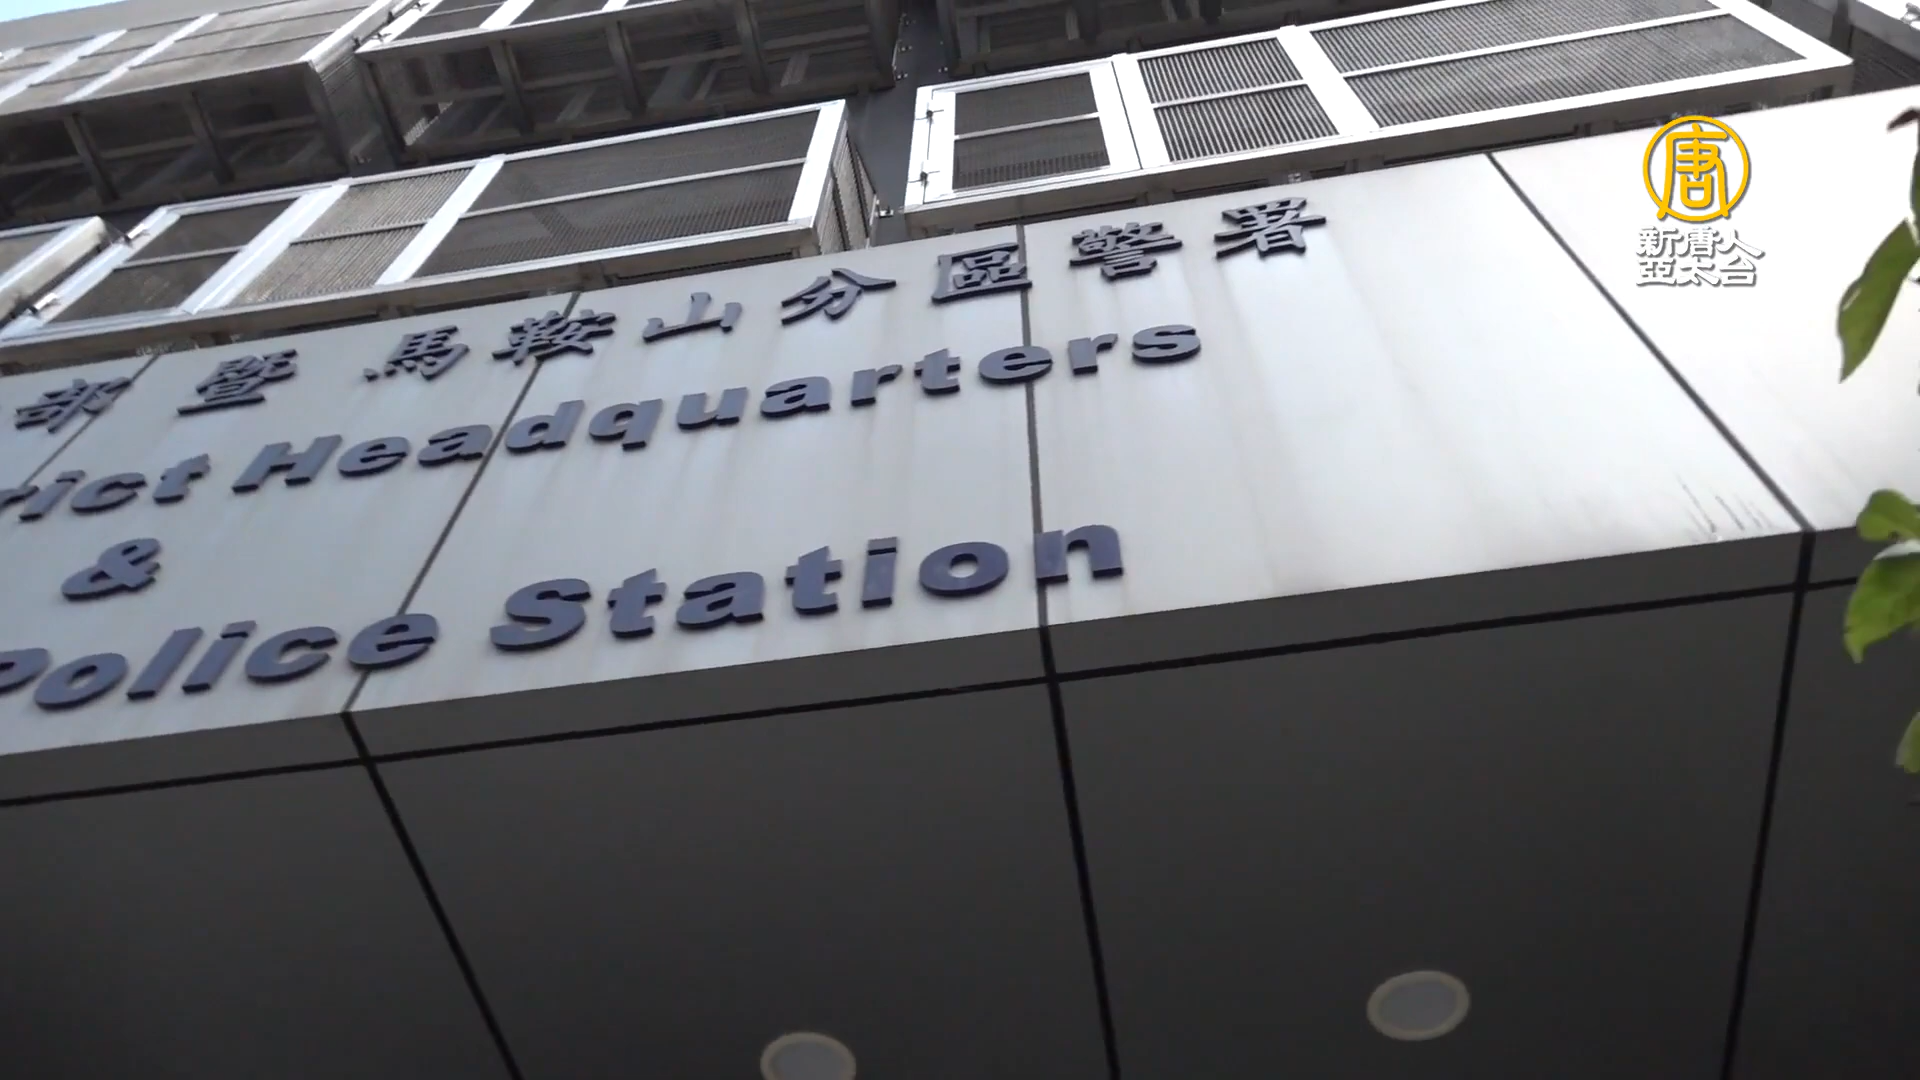 部暨 馬鞍山分區警署
rict Headquarters
&
Police Station
唐
新唐人
亞太台